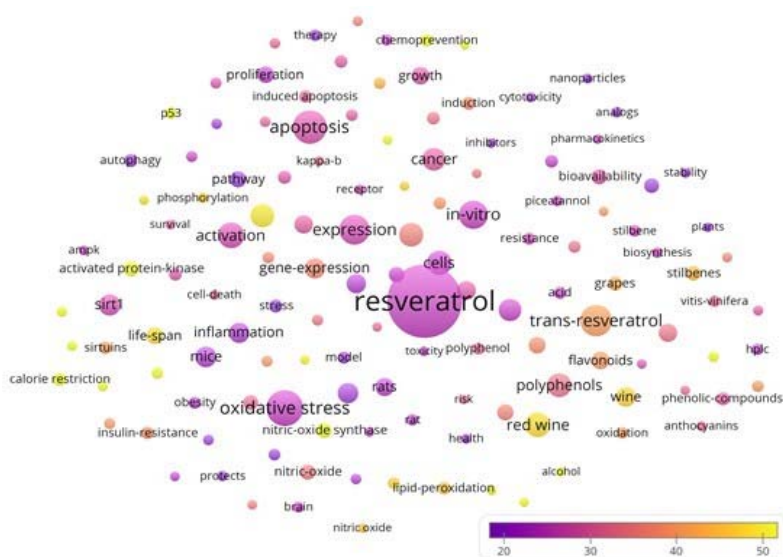 therapy
chemoprevention
proliferation
growth
nanoparticles
induced apoptosis
induction
cytotoxicity
p53
analogs
apoptosis
inhibitors
pharmacokinetics
autophagy
kappa-b
cancer
pathway
bioavailability
stability
receptor
phosphorylation
piceatannol
in-vitro
survival
activation
expression
stilbene
plants
resistance
ampk
biosynthesis
activated protein-kinase
gene-expression
cells
stilbenes
grapes
cell-death
acid
sirt1
stress
resveratrol
vitis-vinifera
life-span
inflammation
trans-resveratrol
sirtuins
mice
model
toxicity
polyphenol
hplc
flavonoids
calorie restriction
rats
polyphenols
obesity
oxidative stress
risk
wine
phenolic-compounds
rat
red wine
anthocyanins
insulin-resistance
nitric-oxide synthase
health
oxidation
protects
nitric-oxide
alcohol
lipid-peroxidation
brain
nitric oxide
20 30 40 50